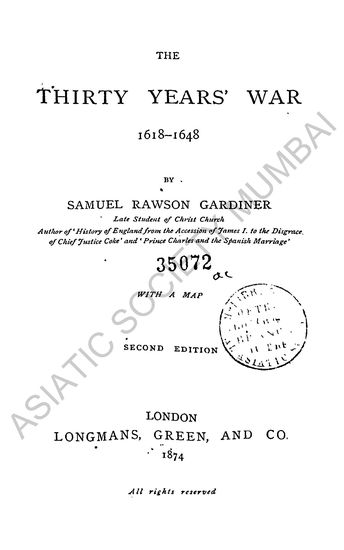 THE
THIRTY YEARS' WAR
1618-1648
BY
SAMUEL RAWSON GARDINER
Late Student of Christ Church
Author of 'History of England from the Accession of James I. to the Disgrace
of Chief Justice Coke' and 'Prince Charles and the Spanish Marriage'
35072
ac
WITH A MAP
SECOND EDITION
LONDON
LONGMANS, GREEN, AND CO.
1874
All rights reserved
ASIATIC SOCIETY MUMBAI